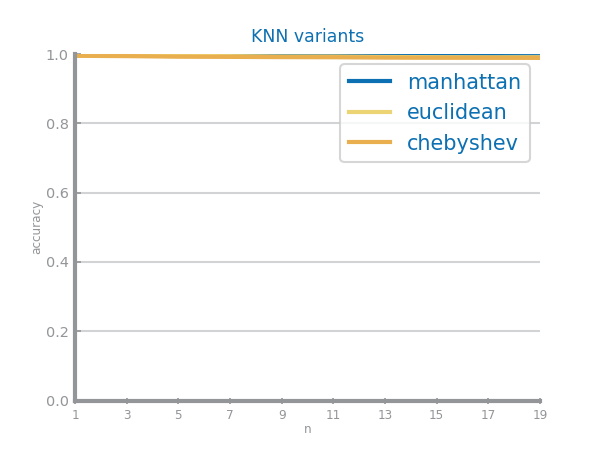 KNN variants
1.0
manhattan
euclidean
chebyshev
0.8
0.6
accuracy
0.4
0.2
0.0
1 3 5 7 9 11 13 15 17 19
n